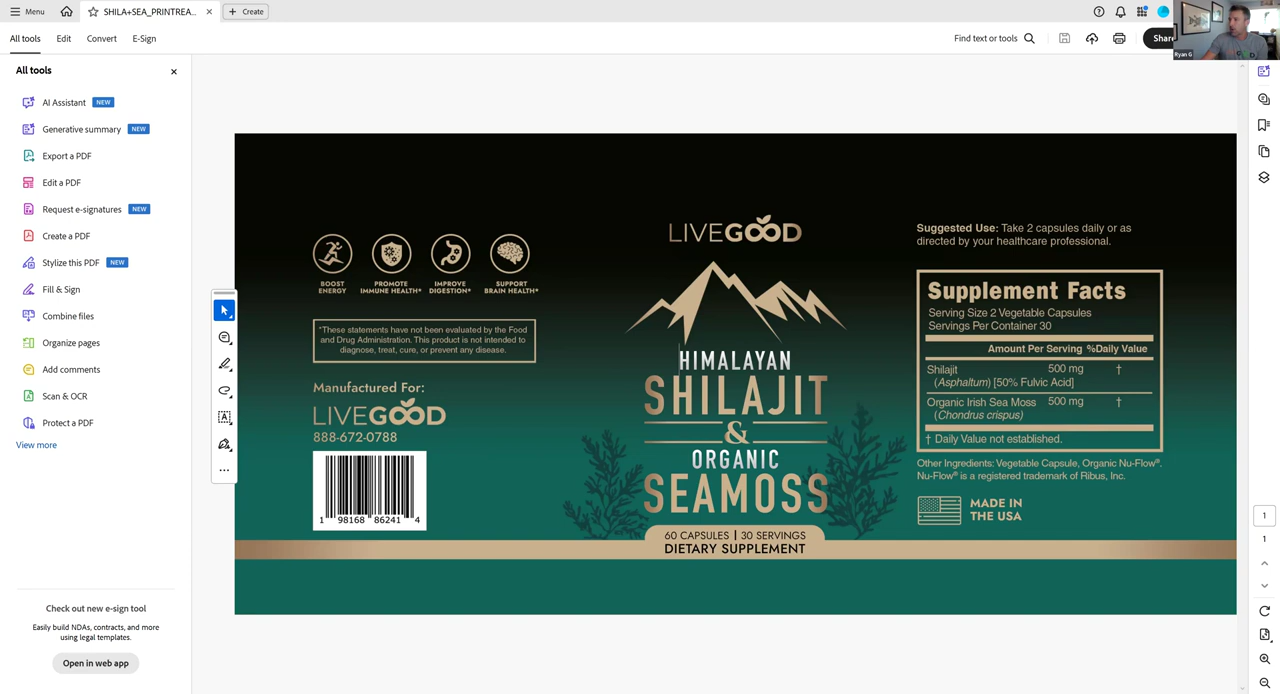 Menu
SHILA+SEA_PRINTREA...
Create
All tools
Edit
Convert
E-Sign
Find text or tools
Share
Ryan G
All tools
AI Assistant NEW
Generative summary NEW
Export a PDF
Edit a PDF
Request e-signatures NEW
Create a PDF
Stylize this PDF NEW
Fill & Sign
Combine files
Organize pages
Add comments
Scan & OCR
Protect a PDF
View more
Check out new e-sign tool
Easily build NDAs, contracts, and more
using legal templates.
Open in web app
BOOST
ENERGY
PROMOTE
IMMUNE HEALTH*
IMPROVE
DIGESTION*
SUPPORT
BRAIN HEALTH*
*These statements have not been evaluated by the Food
and Drug Administration. This product is not intended to
diagnose, treat, cure, or prevent any disease.
Manufactured For:
LIVEGOOD
888-672-0788
1 98168 86241 4
LIVEGOOD
HIMALAYAN
SHILAJIT
&
ORGANIC
SEAMOSS
60 CAPSULES | 30 SERVINGS
DIETARY SUPPLEMENT
Suggested Use: Take 2 capsules daily or as
directed by your healthcare professional.
Supplement Facts
Serving Size 2 Vegetable Capsules
Servings Per Container 30
Amount Per Serving %Daily Value
Shilajit 500 mg †
(Asphaltum) [50% Fulvic Acid]
Organic Irish Sea Moss 500 mg †
(Chondrus crispus)
† Daily Value not established.
Other Ingredients: Vegetable Capsule, Organic Nu-Flow®.
Nu-Flow® is a registered trademark of Ribus, Inc.
MADE IN
THE USA
1
1